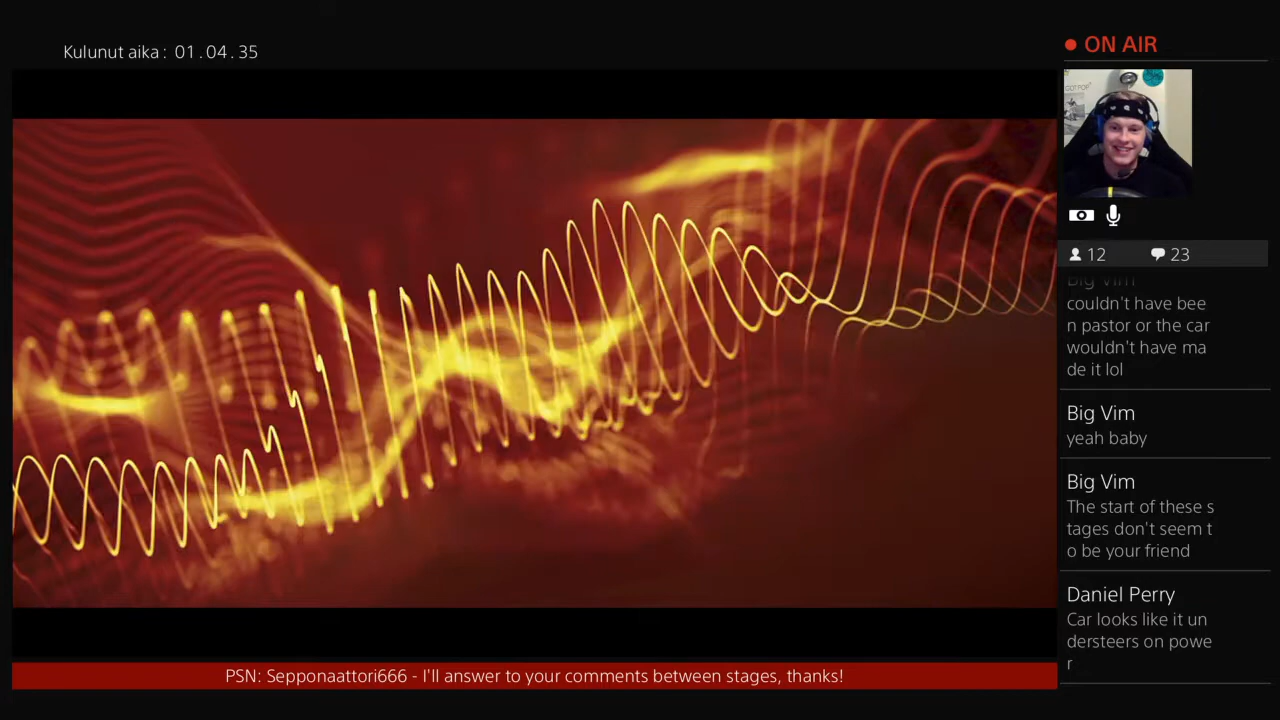 Kulunut aika : 01.04.35
ON AIR
12
23
Big Vim
couldn't have bee
n pastor or the car
wouldn't have ma
de it lol
Big Vim
yeah baby
Big Vim
The start of these s
tages don't seem t
o be your friend
Daniel Perry
Car looks like it un
dersteers on powe
r
PSN: Sepponaattori666 - I'll answer to your comments between stages, thanks!